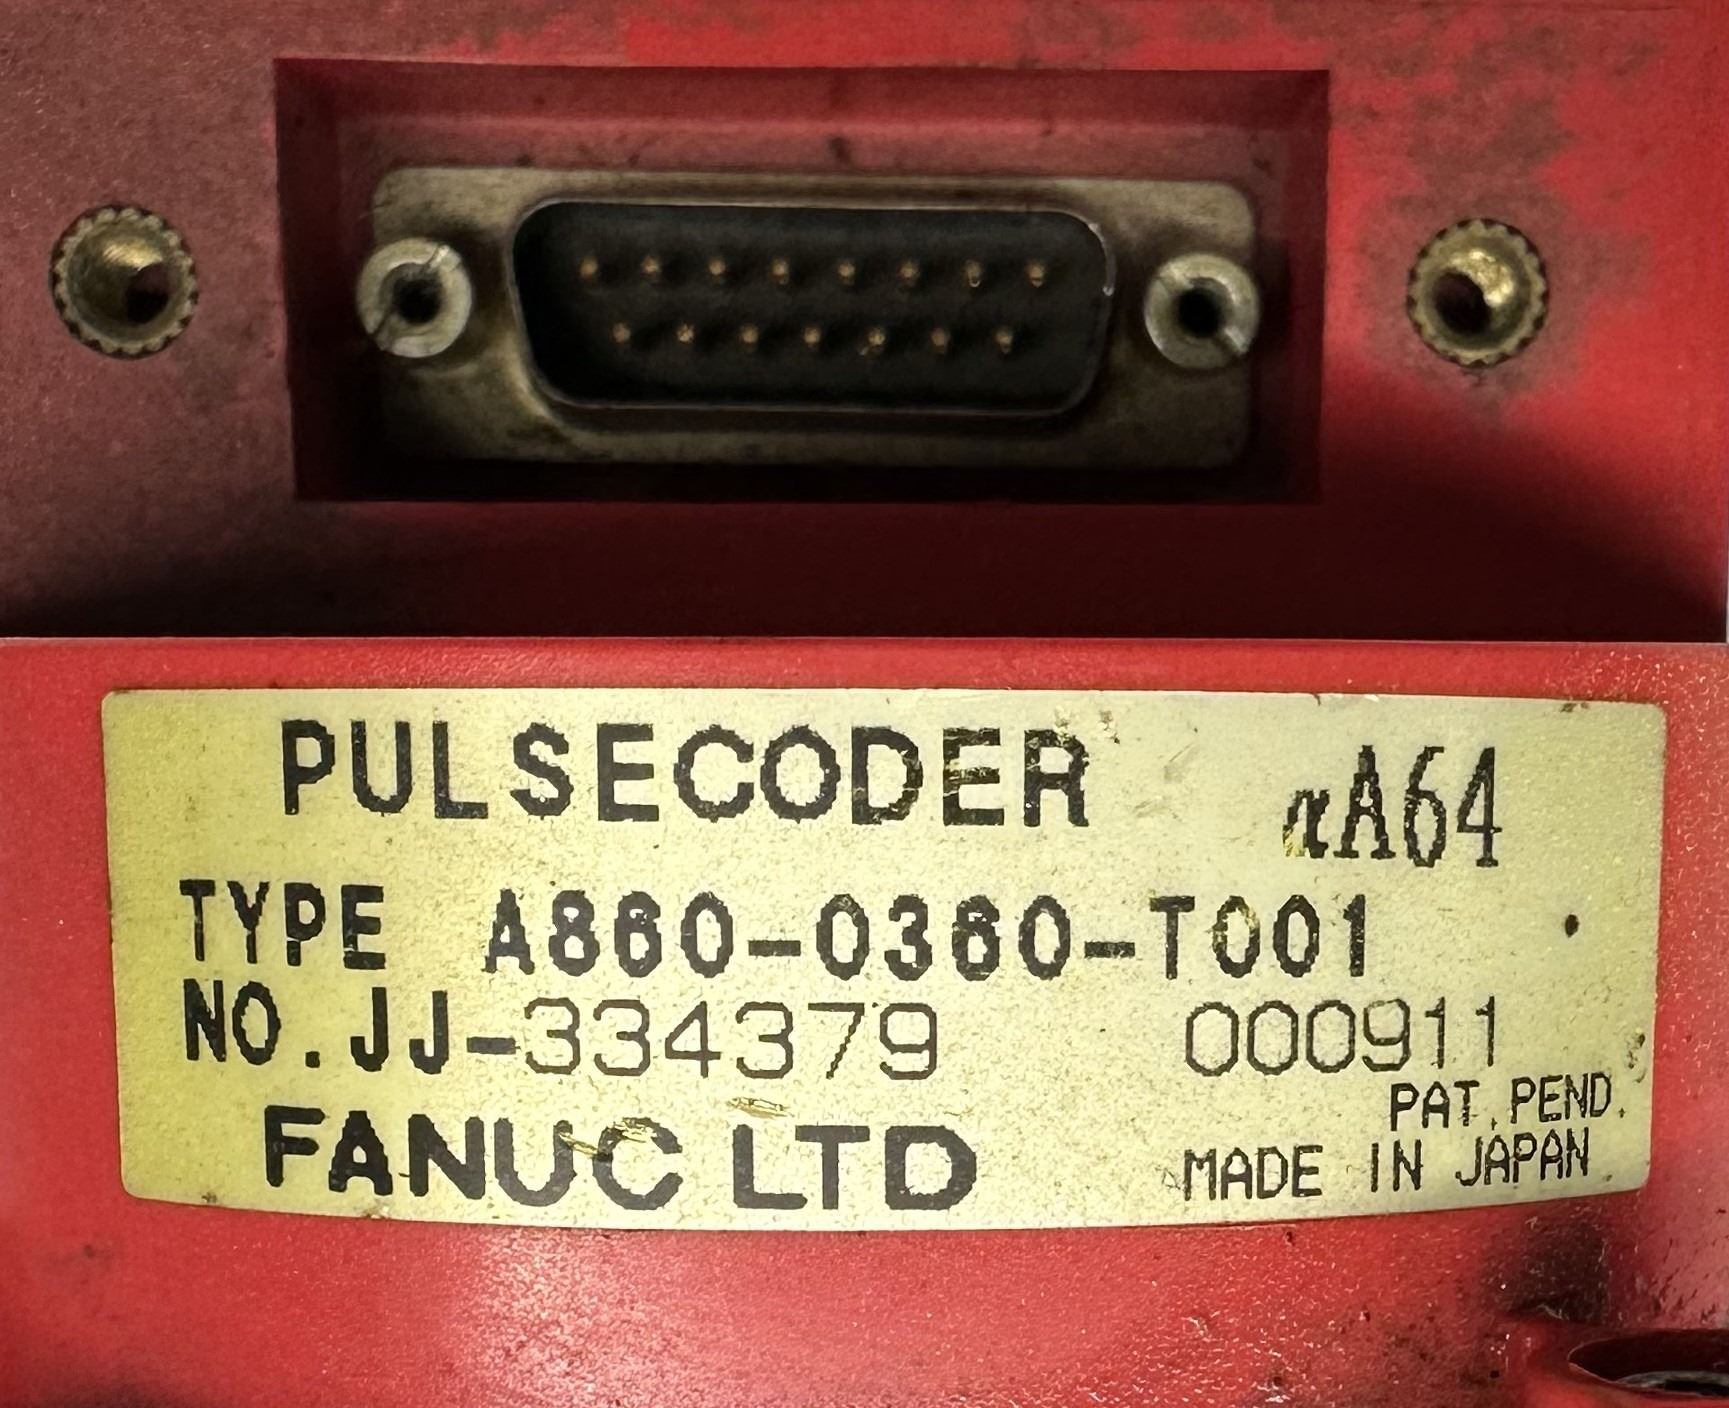 PULSECODER αA64
TYPE A860-0360-T001
NO. JJ-334379 000911
PAT. PEND.
FANUC LTD MADE IN JAPAN